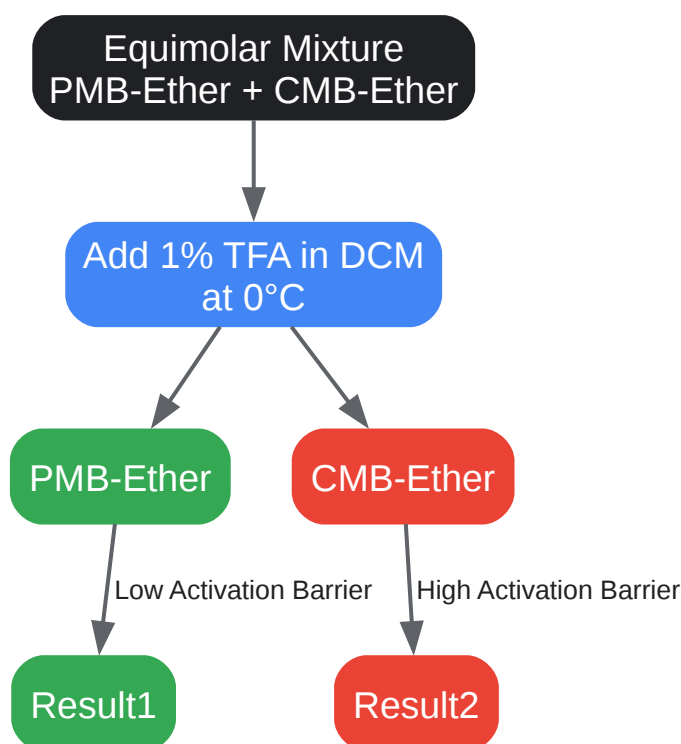 Equimolar Mixture
PMB-Ether + CMB-Ether
Add 1% TFA in DCM
at 0°C
PMB-Ether
CMB-Ether
Low Activation Barrier
High Activation Barrier
Result1
Result2